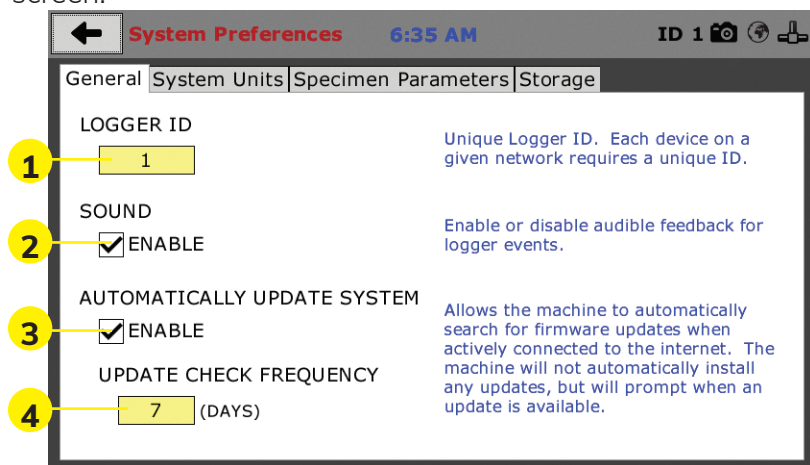 screen.
System Preferences 6:35 AM ID 1
General System Units Specimen Parameters Storage
LOGGER ID
1 1
Unique Logger ID. Each device on a
given network requires a unique ID.
SOUND
2 ENABLE
Enable or disable audible feedback for
logger events.
AUTOMATICALLY UPDATE SYSTEM
3 ENABLE
Allows the machine to automatically
search for firmware updates when
actively connected to the internet. The
machine will not automatically install
any updates, but will prompt when an
update is available.
UPDATE CHECK FREQUENCY
4 7 (DAYS)